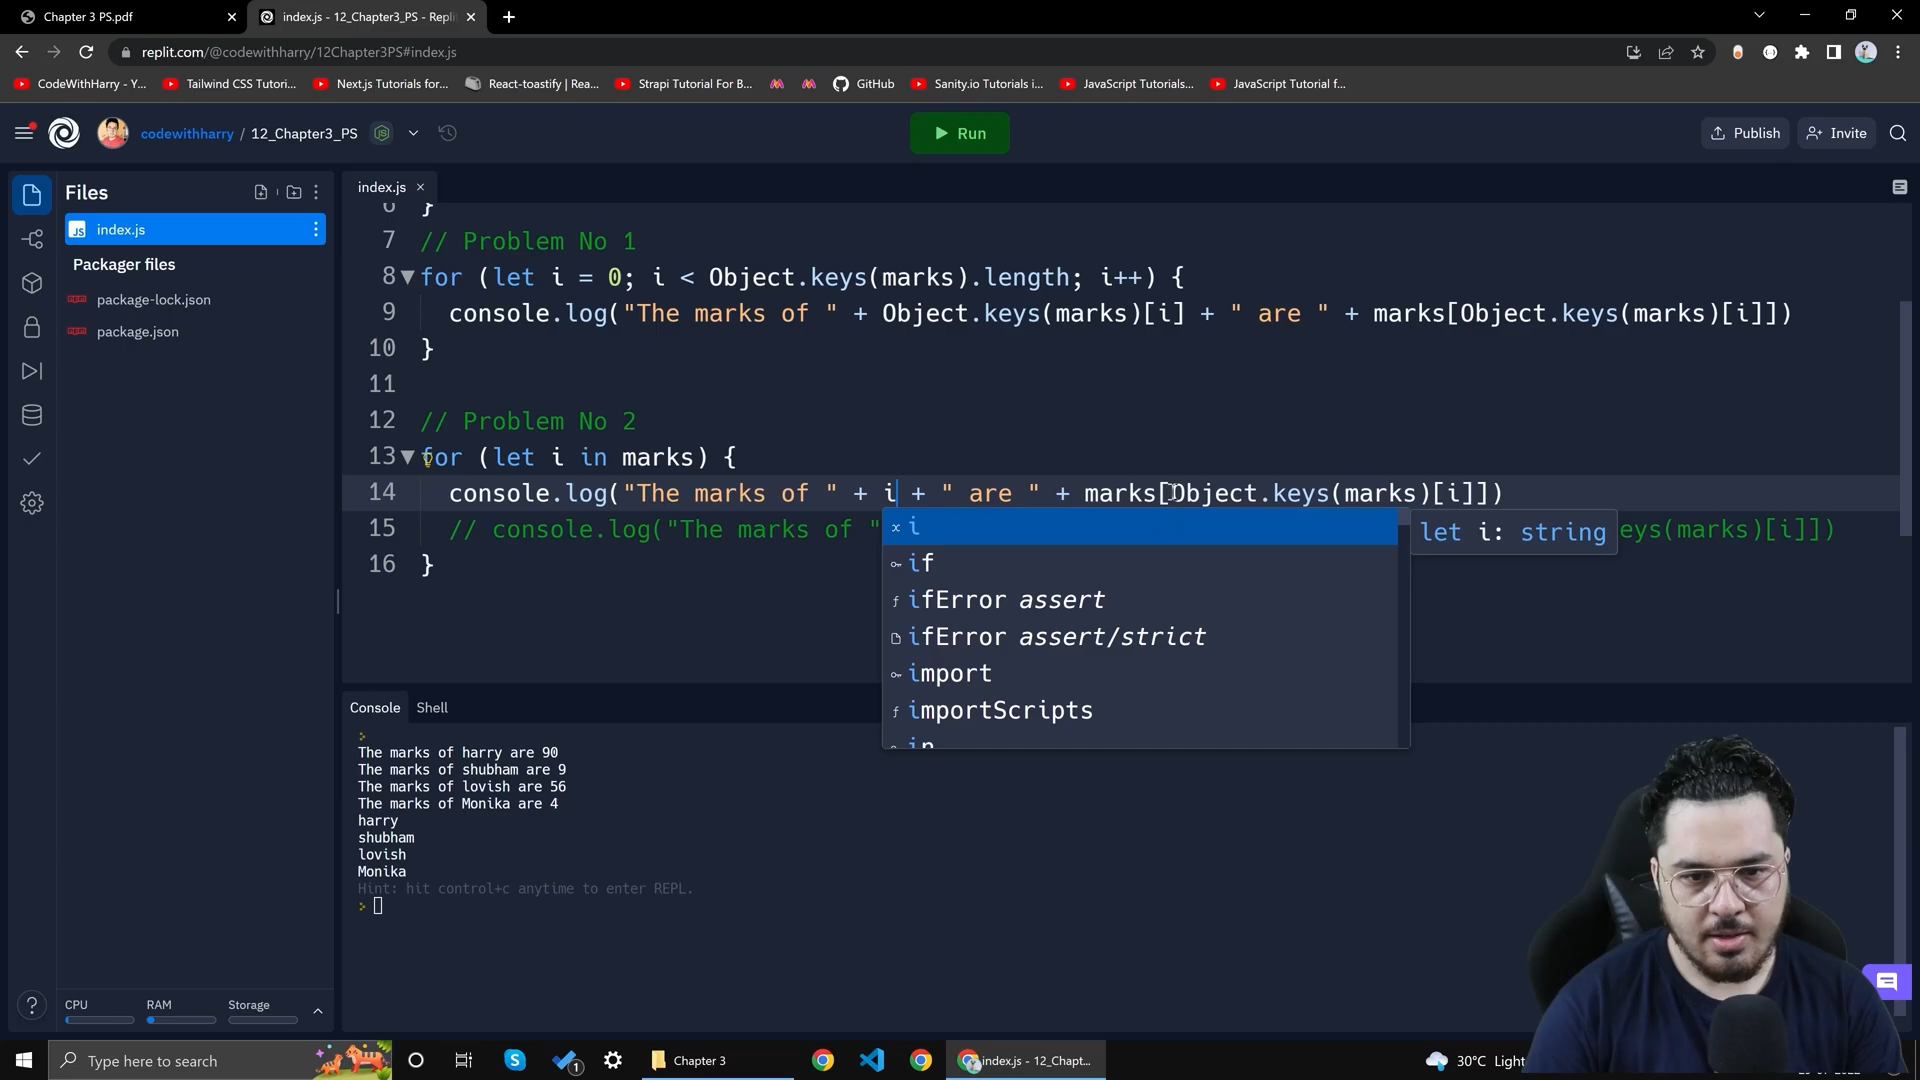 Chapter 3 PS.pdf
index.js - 12_Chapter3_PS - Repli
replit.com/@codewithharry/12Chapter3PS#index.js
CodeWithHarry - Y...
Tailwind CSS Tutori...
Next.js Tutorials for...
React-toastify | Rea...
Strapi Tutorial For B...
GitHub
Sanity.io Tutorials i...
JavaScript Tutorials...
JavaScript Tutorial f...
codewithharry / 12_Chapter3_PS
Run
Publish
Invite
Files
index.js
Packager files
package-lock.json
package.json
index.js
6 }
7 // Problem No 1
8 for (let i = 0; i < Object.keys(marks).length; i++) {
9 console.log("The marks of " + Object.keys(marks)[i] + " are " + marks[Object.keys(marks)[i]])
10 }
11
12 // Problem No 2
13 for (let i in marks) {
14 console.log("The marks of " + i + " are " + marks[Object.keys(marks)[i]])
15 // console.log("The marks of " eys(marks)[i]])
16 }
i
let i: string
if
ifError assert
ifError assert/strict
import
importScripts
in
Console
Shell
The marks of harry are 90
The marks of shubham are 9
The marks of lovish are 56
The marks of Monika are 4
harry
shubham
lovish
Monika
Hint: hit control+c anytime to enter REPL.
CPU
RAM
Storage
Type here to search
1
Chapter 3
index.js - 12_Chapt...
30°C Light